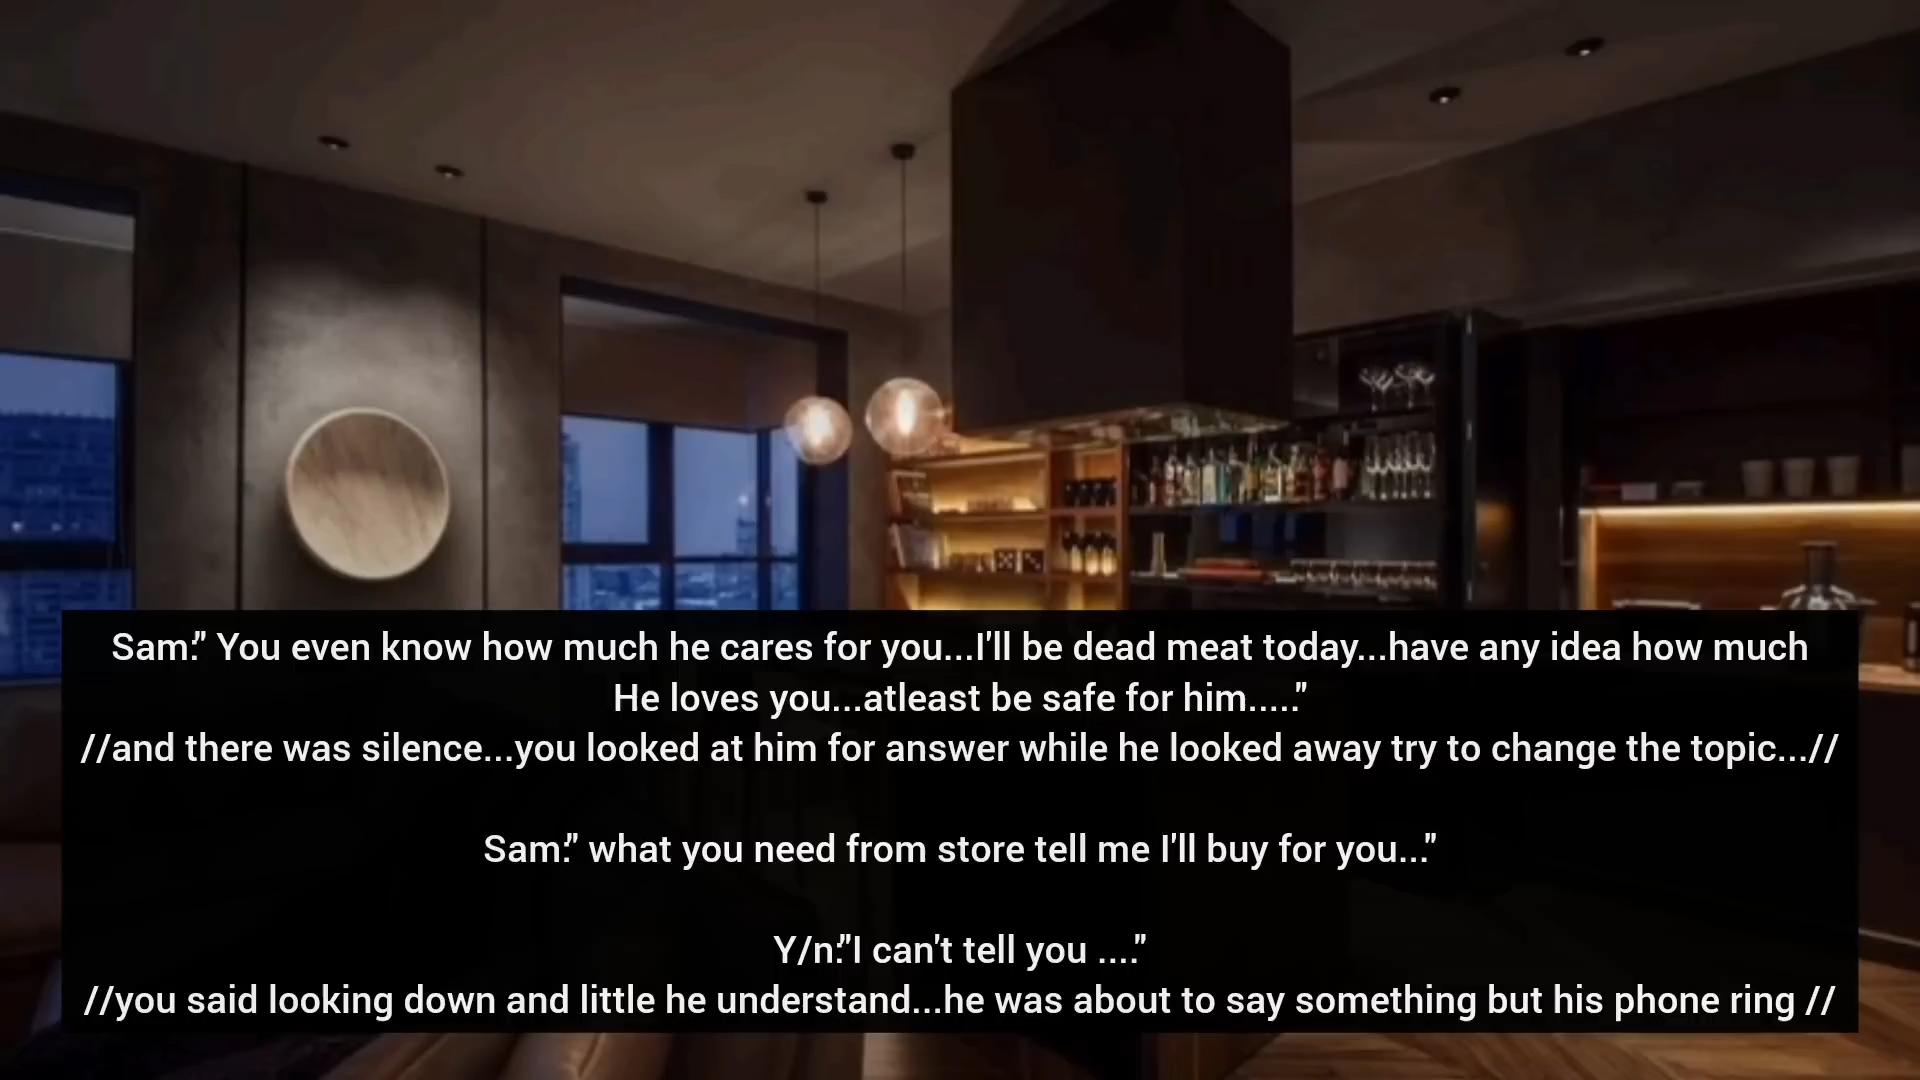 Sam:" You even know how much he cares for you...I'll be dead meat today...have any idea how much
He loves you...atleast be safe for him....."
//and there was silence...you looked at him for answer while he looked away try to change the topic...//
Sam:" what you need from store tell me I'll buy for you..."
Y/n:"I can't tell you ...."
//you said looking down and little he understand...he was about to say something but his phone ring //